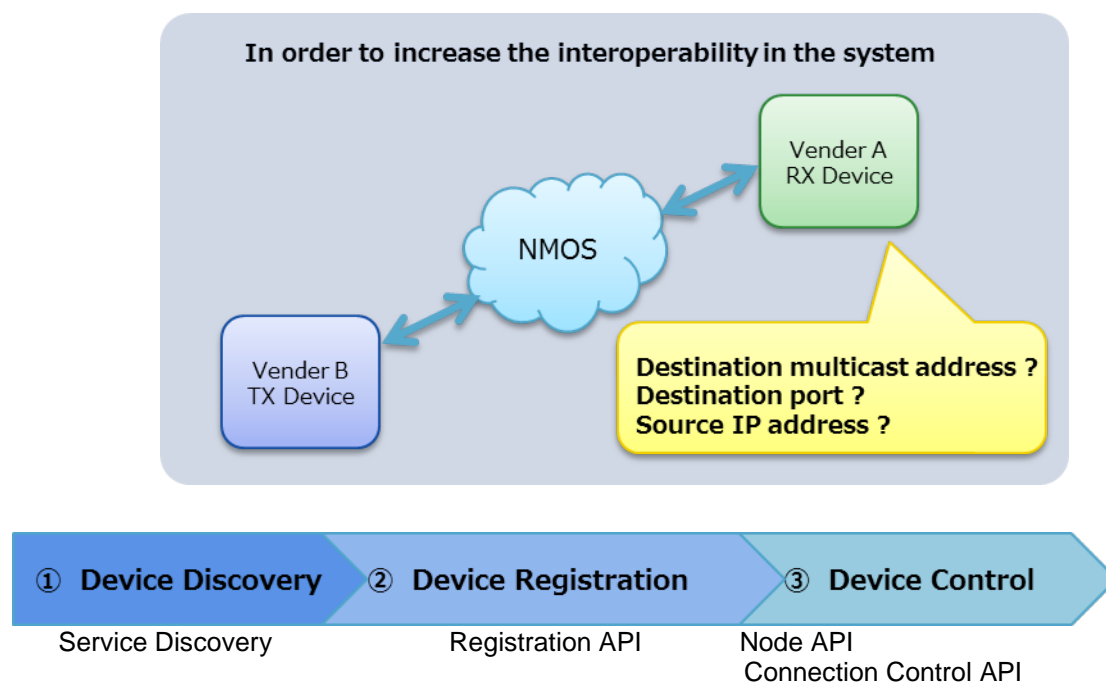 In order to increase the interoperability in the system
Vender A
RX Device
NMOS
Vender B
TX Device
Destination multicast address ?
Destination port ?
Source IP address ?
① Device Discovery ② Device Registration ③ Device Control
Service Discovery Registration API Node API
Connection Control API